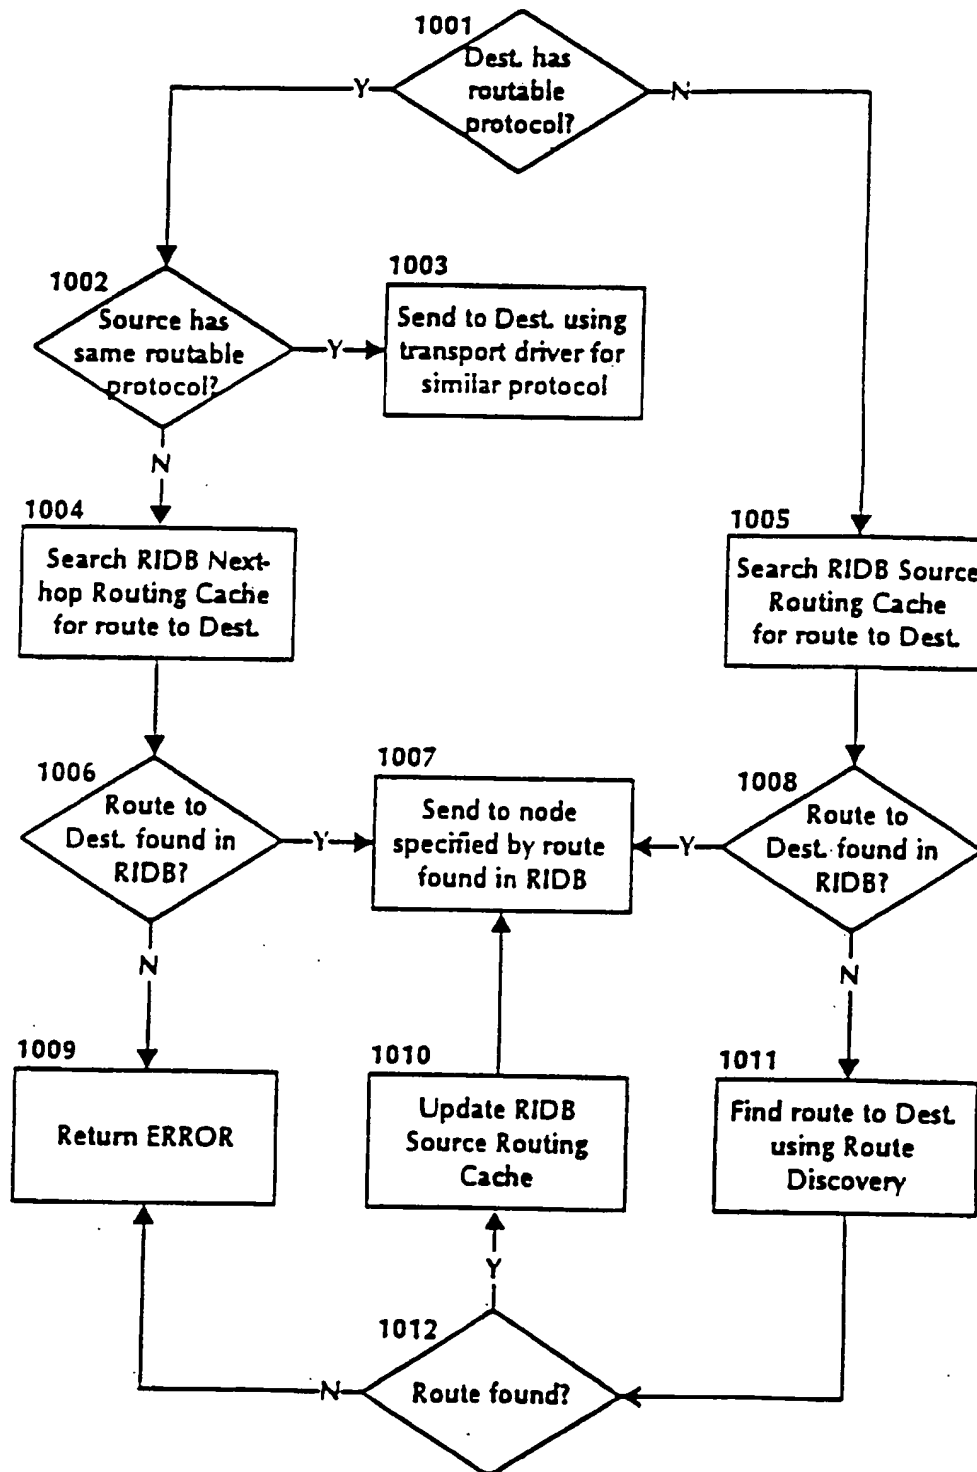 1001
Dest. has
routable
protocol?
Y
N
1002
Source has
same routable
protocol?
Y
N
1003
Send to Dest. using
transport driver for
similar protocol
1004
Search RIDB Next-
hop Routing Cache
for route to Dest.
1005
Search RIDB Source
Routing Cache
for route to Dest.
1006
Route to
Dest. found in
RIDB?
Y
N
1007
Send to node
specified by route
found in RIDB
1008
Route to
Dest. found in
RIDB?
Y
N
1009
Return ERROR
1010
Update RIDB
Source Routing
Cache
1011
Find route to Dest.
using Route
Discovery
1012
Route found?
Y
N